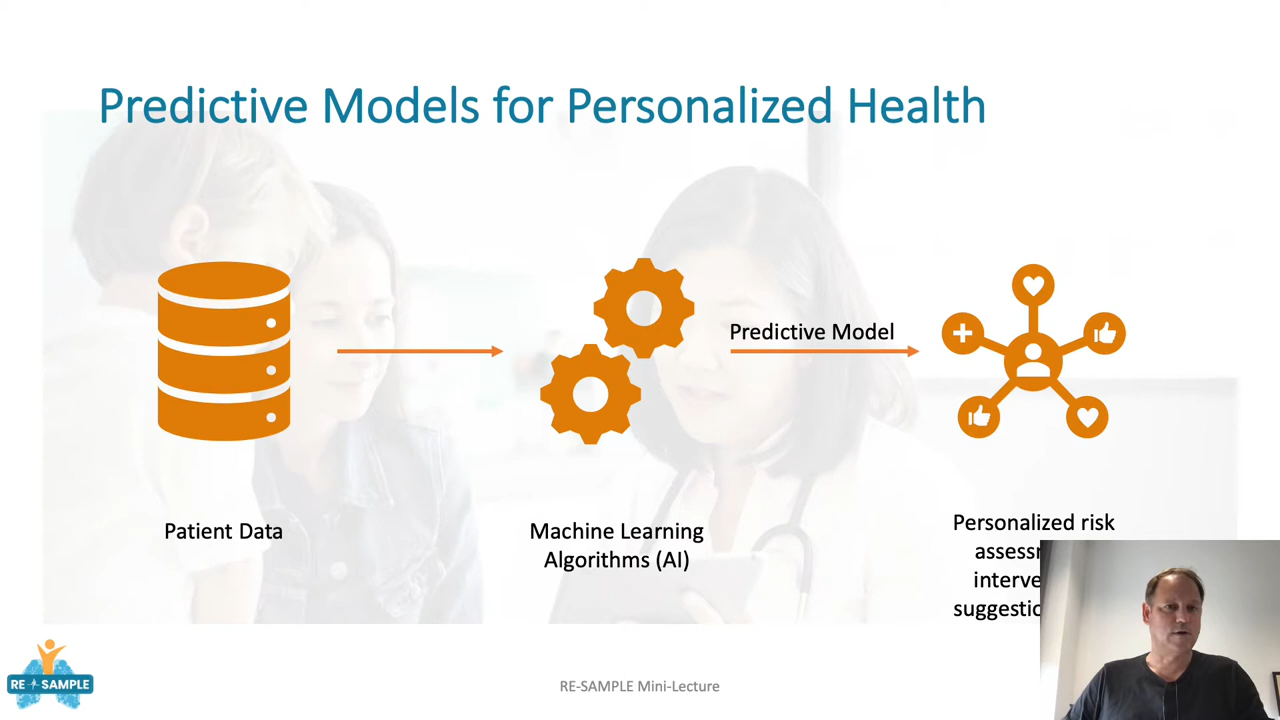 Predictive Models for Personalized Health
Predictive Model
Patient Data
Machine Learning
Algorithms (AI)
Personalized risk
RE SAMPLE
RE-SAMPLE Mini-Lecture